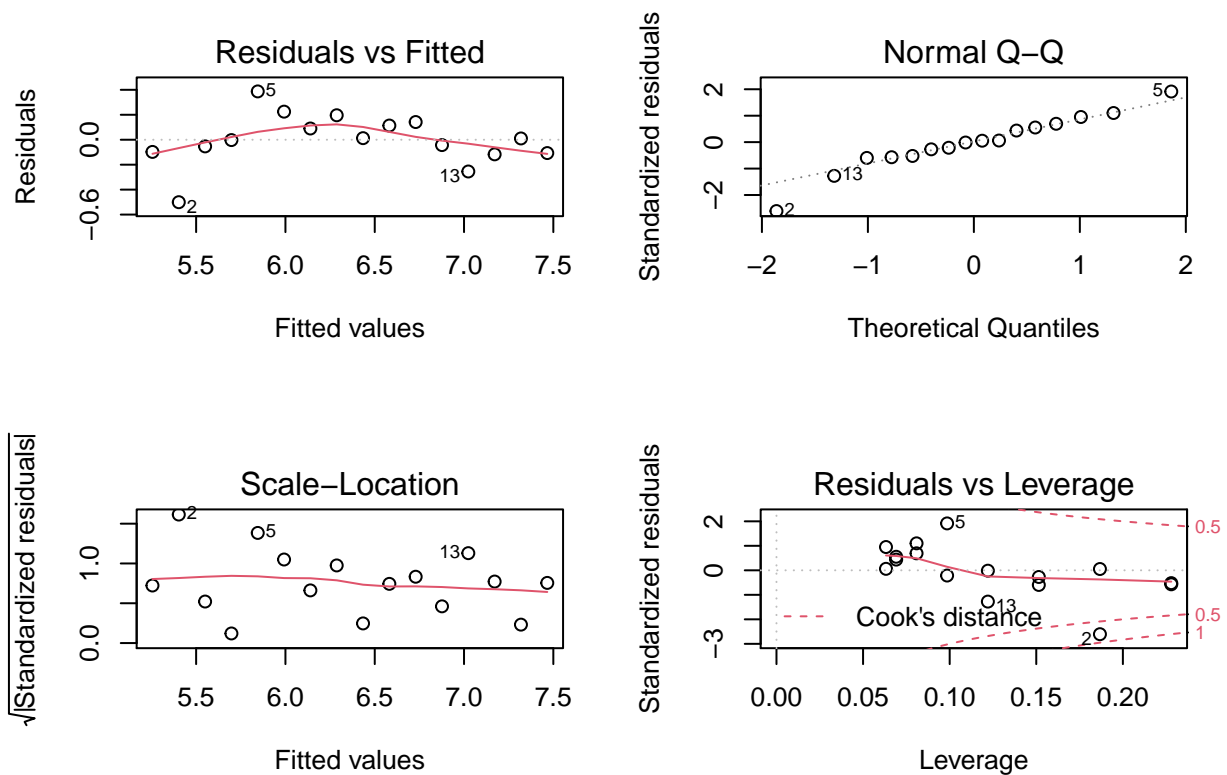 Residuals vs Fitted
Residuals
0.0
−0.6
5
13
2
5.5 6.0 6.5 7.0 7.5
Fitted values
Normal Q−Q
Standardized residuals
2
0
−2
5
13
2
−2 −1 0 1 2
Theoretical Quantiles
Scale−Location
√|Standardized residuals|
1.0
0.0
2
5
13
5.5 6.0 6.5 7.0 7.5
Fitted values
Residuals vs Leverage
Standardized residuals
2
0
−3
5
0.5
13
Cook's distance
0.5
2
1
0.00 0.05 0.10 0.15 0.20
Leverage